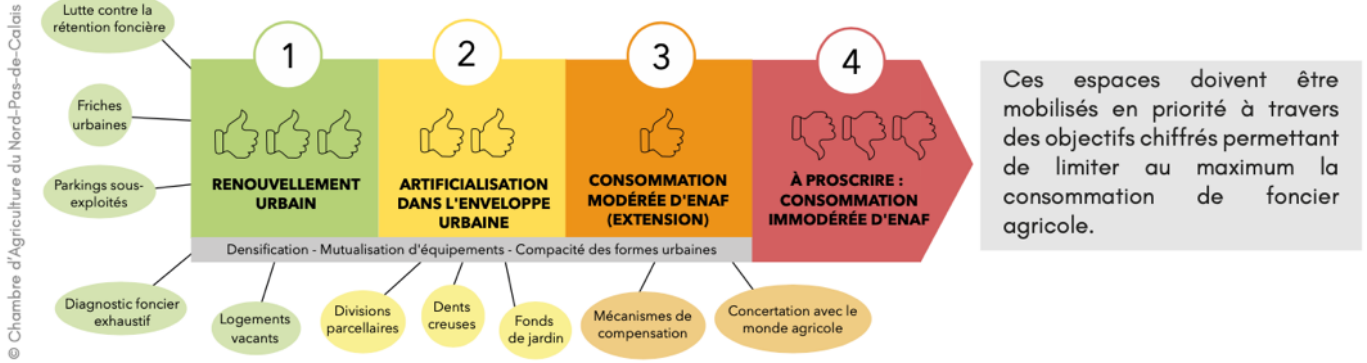 © Chambre d'Agriculture du Nord-Pas-de-Calais
Lutte contre la
rétention foncière
Friches
urbaines
Parkings sous-
exploités
Diagnostic foncier
exhaustif
Logements
vacants
1
RENOUVELLEMENT
URBAIN
2
ARTIFICIALISATION
DANS L'ENVELOPPE
URBAINE
3
CONSOMMATION
MODÉRÉE D'ENAF
(EXTENSION)
4
À PROSCRIRE :
CONSOMMATION
IMMODÉRÉE D'ENAF
Densification - Mutualisation d'équipements - Compacité des formes urbaines
Divisions
parcellaires
Dents
creuses
Fonds
de jardin
Mécanismes de
compensation
Concertation avec le
monde agricole
Ces espaces doivent être
mobilisés en priorité à travers
des objectifs chiffrés permettant
de limiter au maximum la
consommation de foncier
agricole.